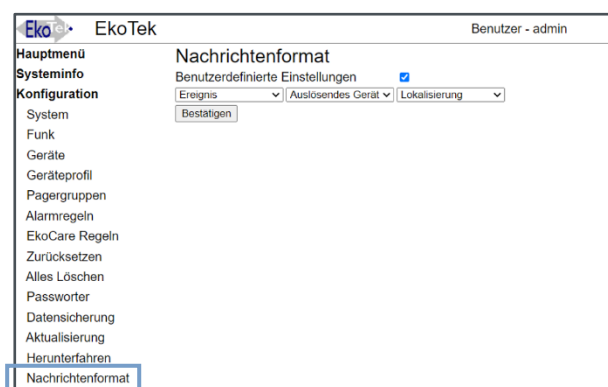 EkoTek EkoTek Benutzer - admin
Hauptmenü
Systeminfo
Konfiguration
System
Funk
Geräte
Geräteprofil
Pagergruppen
Alarmregeln
EkoCare Regeln
Zurücksetzen
Alles Löschen
Passworter
Datensicherung
Aktualisierung
Herunterfahren
Nachrichtenformat
Nachrichtenformat
Benutzerdefinierte Einstellungen
Ereignis Auslösendes Gerät Lokalisierung
Bestätigen